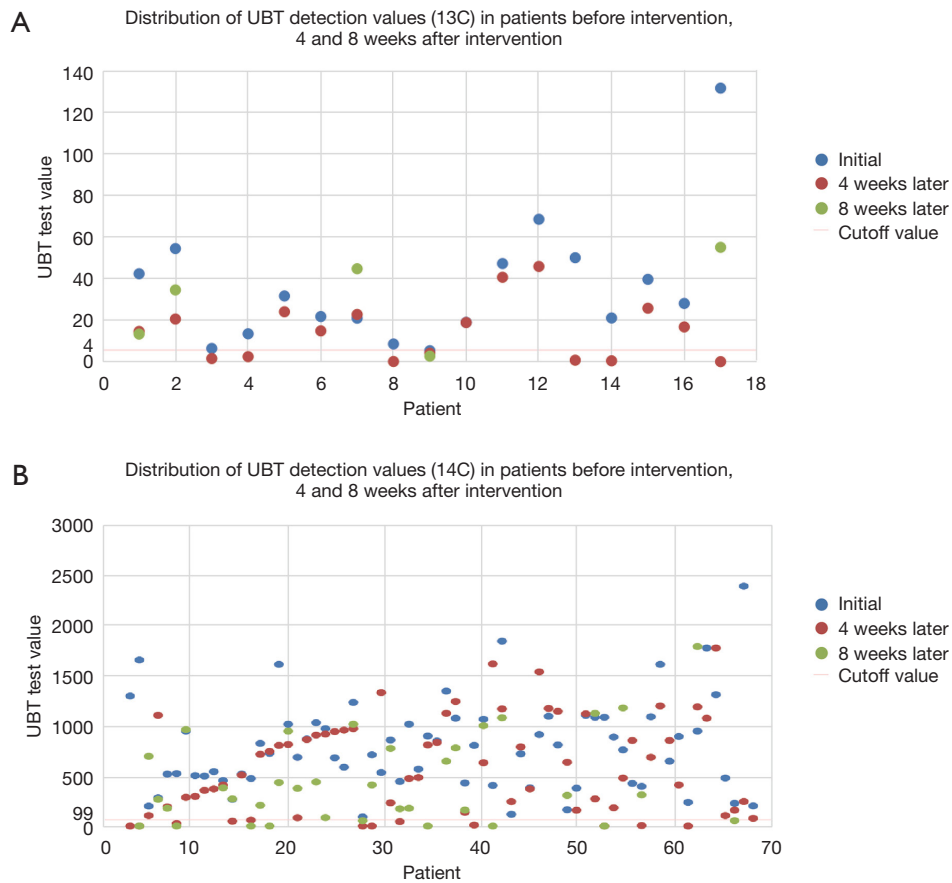 A
Distribution of UBT detection values (13C) in patients before intervention,
4 and 8 weeks after intervention
140
120
100
80
60
40
20
4
0
UBT test value
0 2 4 6 8 10 12 14 16 18
Patient
Initial
4 weeks later
8 weeks later
Cutoff value
B
Distribution of UBT detection values (14C) in patients before intervention,
4 and 8 weeks after intervention
3000
2500
2000
1500
1000
500
99
0
UBT test value
0 10 20 30 40 50 60 70
Patient
Initial
4 weeks later
8 weeks later
Cutoff value